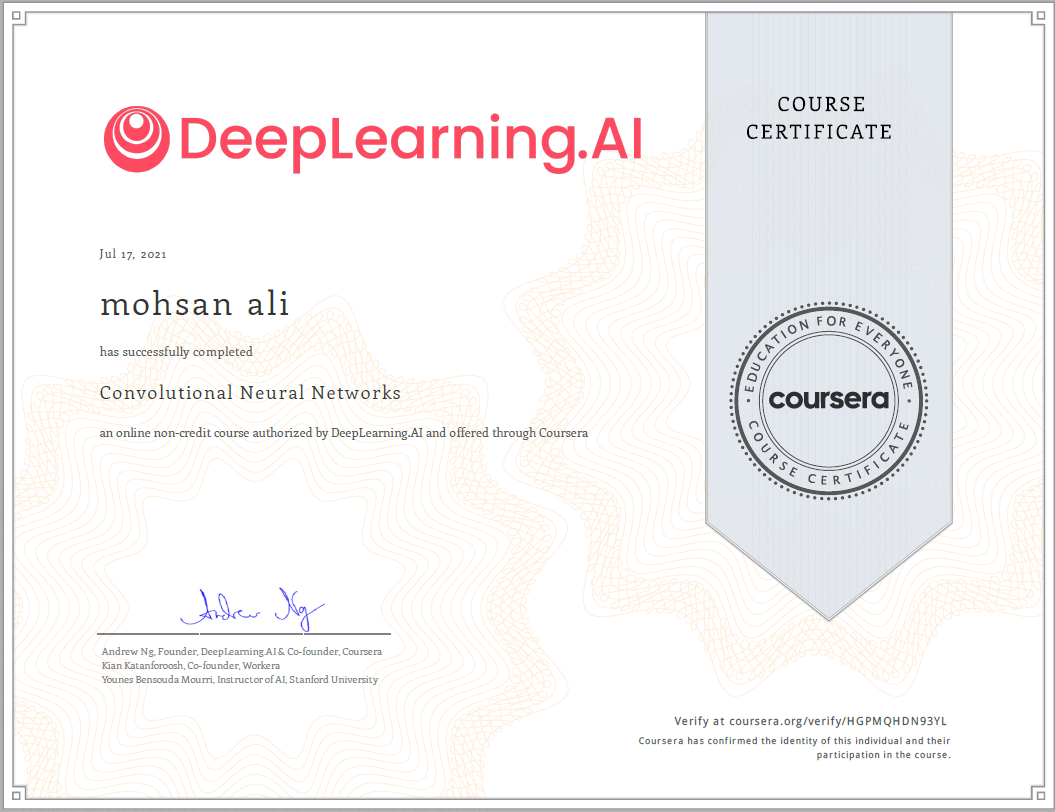 DeepLearning.AI
COURSE
CERTIFICATE
Jul 17, 2021
mohsan ali
has successfully completed
Convolutional Neural Networks
an online non-credit course authorized by DeepLearning.AI and offered through Coursera
EDUCATION FOR EVERYONE
coursera
COURSE CERTIFICATE
Andrew Ng
Andrew Ng, Founder, DeepLearning.AI & Co-founder, Coursera
Kian Katanforoosh, Co-founder, Workera
Younes Bensouda Mourri, Instructor of AI, Stanford University
Verify at coursera.org/verify/HGPMQHDN93YL
Coursera has confirmed the identity of this individual and their
participation in the course.